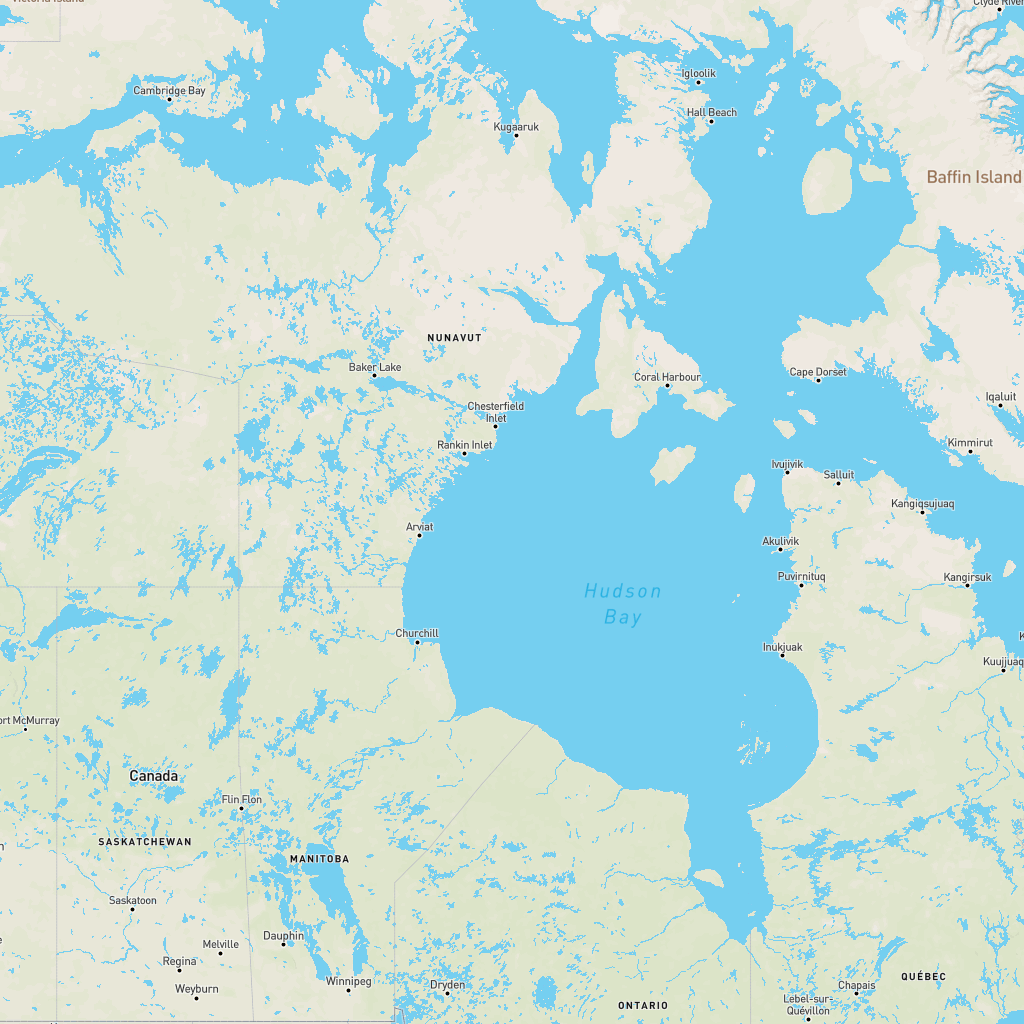 Victoria Island
Clyde River
Igloolik
Cambridge Bay
Hall Beach
Kugaaruk
Baffin Island
NUNAVUT
Baker Lake
Cape Dorset
Coral Harbour
Iqaluit
Chesterfield
Inlet
Rankin Inlet
Kimmirut
Ivujivik
Salluit
Kangiqsujuaq
Arviat
Akulivik
Puvirnituq
Kangirsuk
Hudson
Bay
Churchill
Inukjuak
Kuujjuaq
ort McMurray
Canada
Flin Flon
SASKATCHEWAN
MANITOBA
Saskatoon
Dauphin
Melville
Regina
Winnipeg
Weyburn
Dryden
QUÉBEC
Chapais
Lebel-sur-
Quévillon
ONTARIO